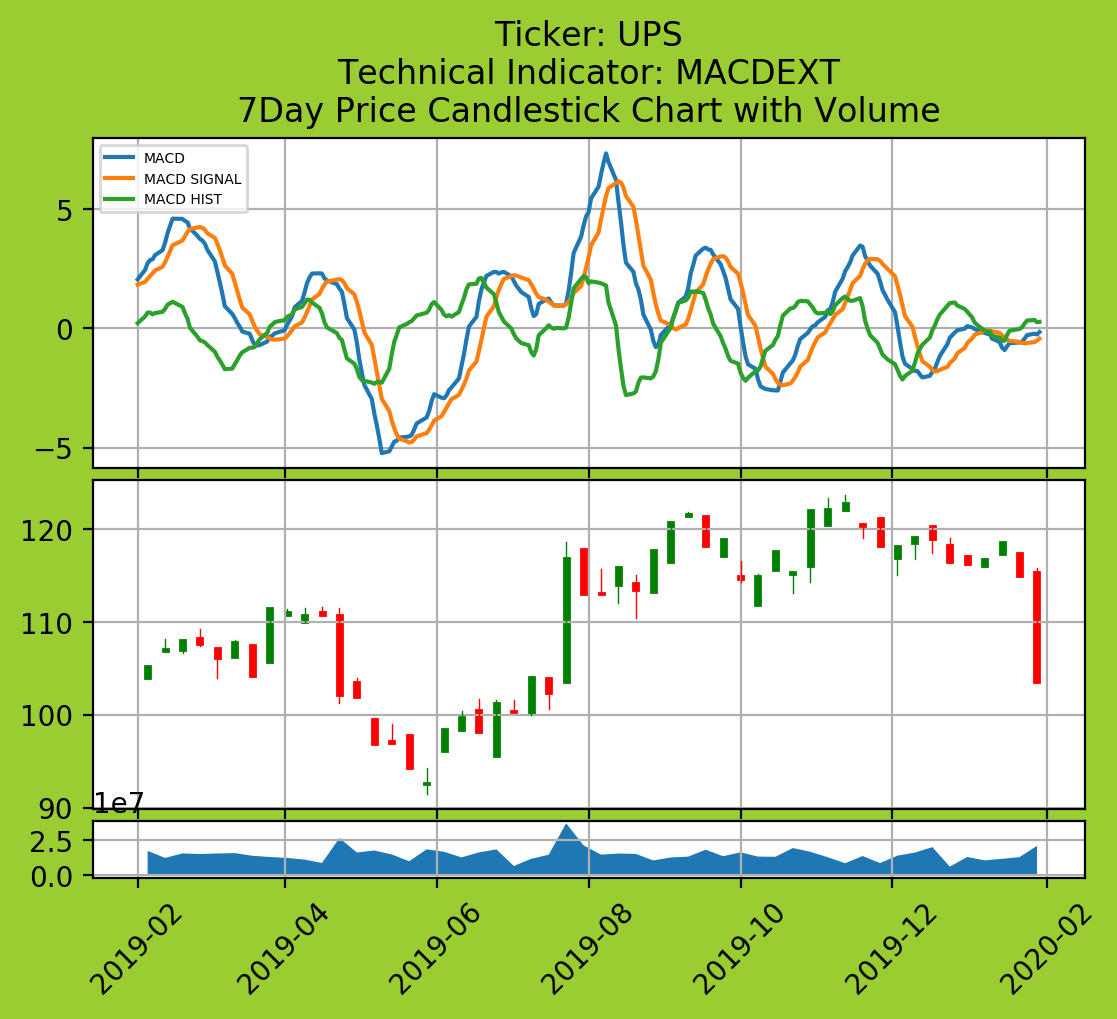 Ticker: UPS
Technical Indicator: MACDEXT
7Day Price Candlestick Chart with Volume
MACD
MACD SIGNAL
MACD HIST
5
0
−5
120
110
100
90
1e7
2.5
0.0
2019-02
2019-04
2019-06
2019-08
2019-10
2019-12
2020-02